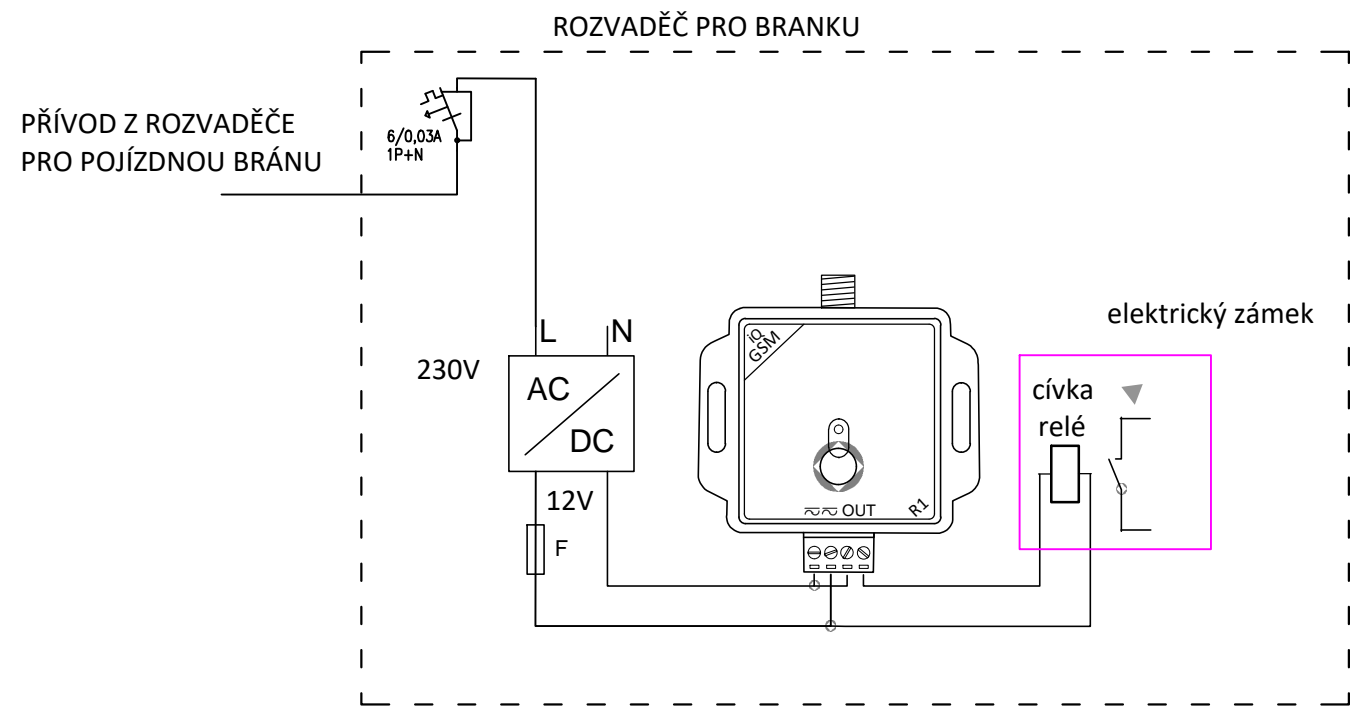 ROZVADĚČ PRO BRANKU
PŘÍVOD Z ROZVADĚČE
PRO POJÍZDNOU BRÁNU
6/0,03A
1P+N
L
N
230V
AC
DC
12V
F
iQ
GSM
OUT
R1
elektrický zámek
cívka
relé